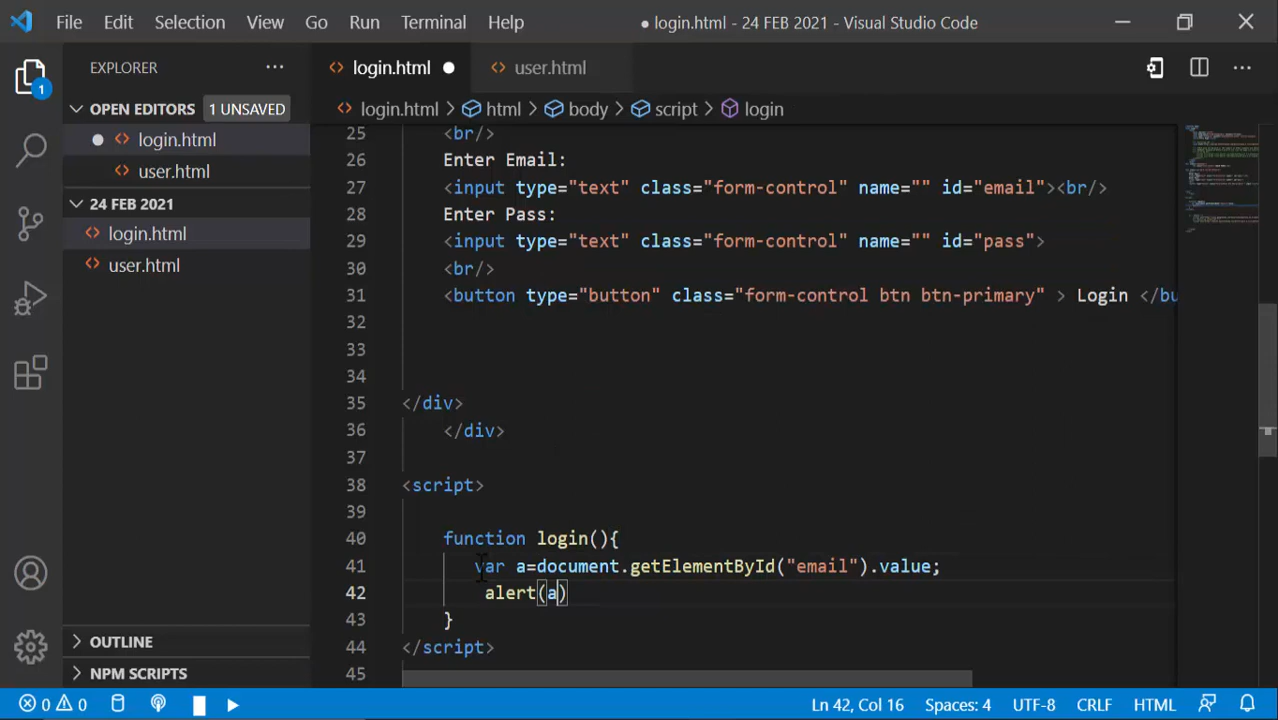 File Edit Selection View Go Run Terminal Help ● login.html - 24 FEB 2021 - Visual Studio Code
EXPLORER ...
login.html ●
user.html
1
OPEN EDITORS 1 UNSAVED
login.html
user.html
24 FEB 2021
login.html
user.html
login.html > html > body > script > login
25 <br/>
26 Enter Email:
27 <input type="text" class="form-control" name="" id="email"><br/>
28 Enter Pass:
29 <input type="text" class="form-control" name="" id="pass">
30 <br/>
31 <button type="button" class="form-control btn btn-primary" > Login </bu
32
33
34
35 </div>
36 </div>
37
38 <script>
39
40 function login(){
41 var a=document.getElementById("email").value;
42 alert(a)
43 }
44 </script>
45
OUTLINE
NPM SCRIPTS
0 0 Ln 42, Col 16 Spaces: 4 UTF-8 CRLF HTML